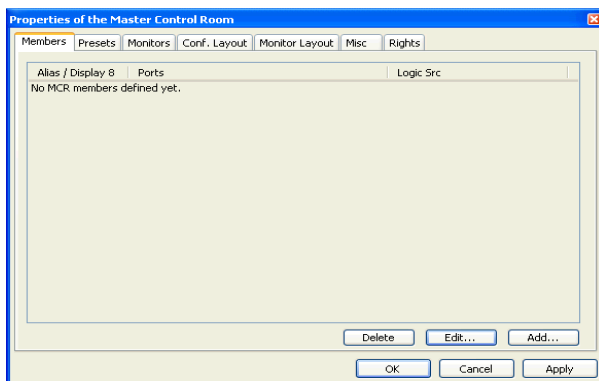 Properties of the Master Control Room
Members Presets Monitors Conf. Layout Monitor Layout Misc Rights
Alias / Display 8 Ports Logic Src
No MCR members defined yet.
Delete Edit... Add...
OK Cancel Apply